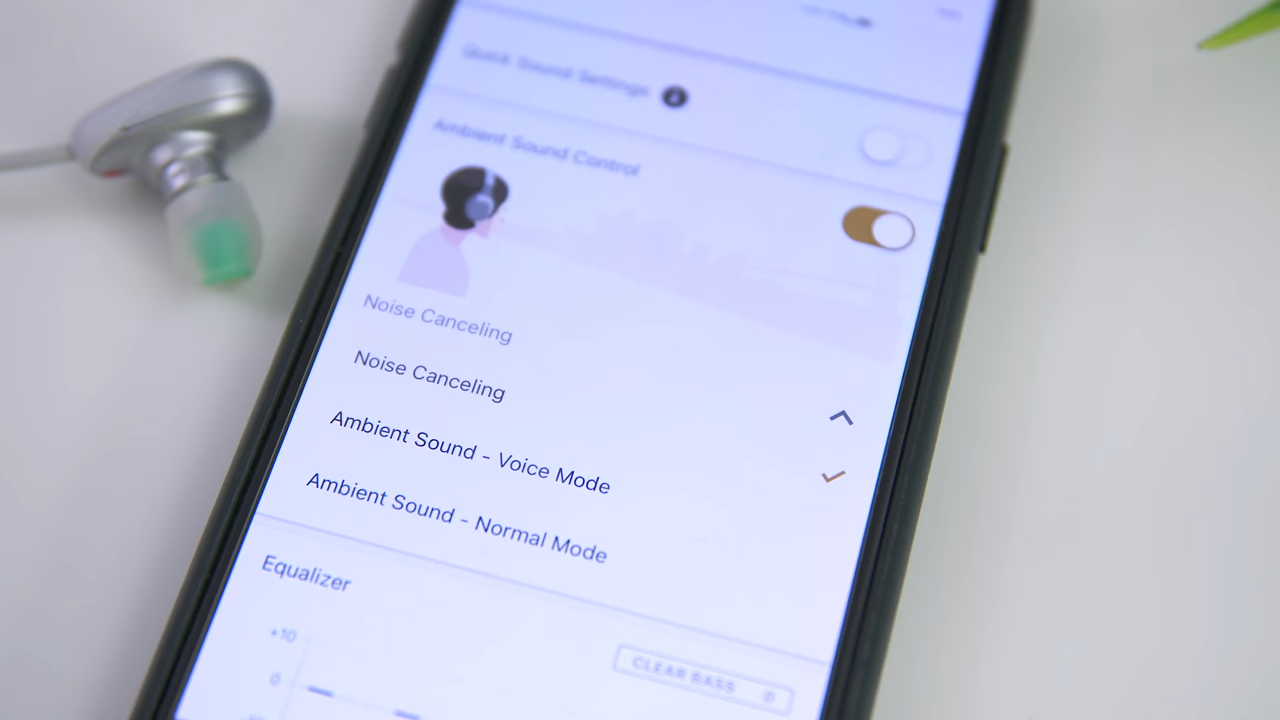 Quick Sound Settings
Ambient Sound Control
Noise Canceling
Noise Canceling
Ambient Sound - Voice Mode
Ambient Sound - Normal Mode
Equalizer
+10
CLEAR BASS 0
0